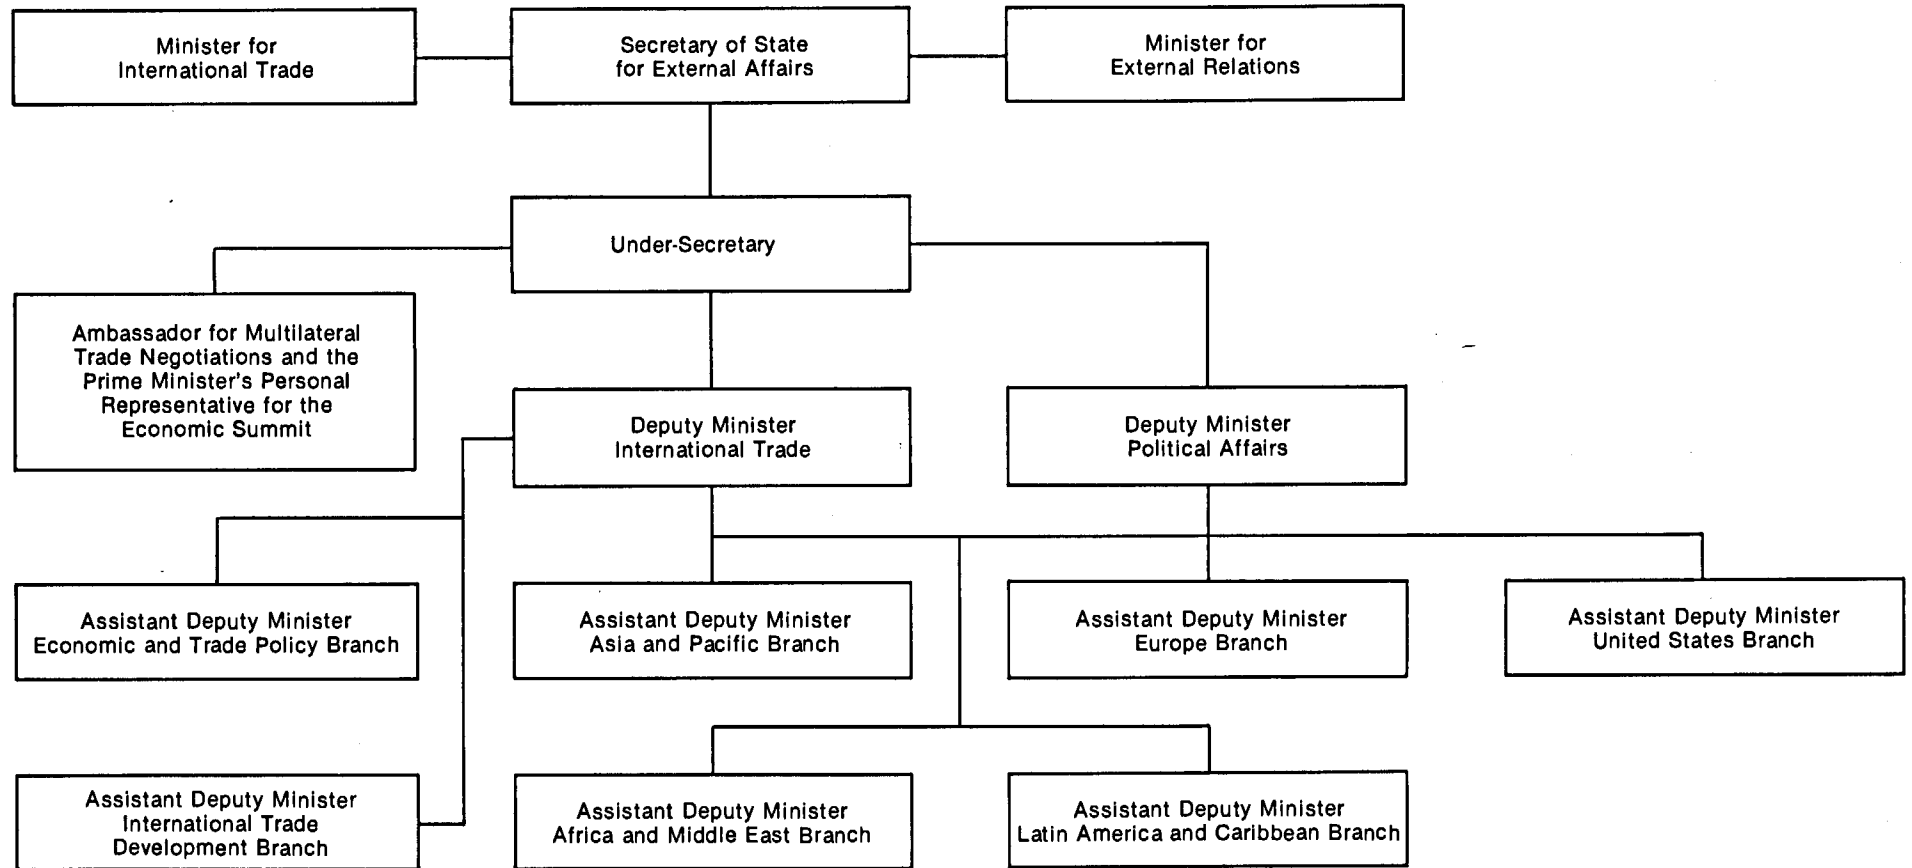 Minister for
International Trade
Secretary of State
for External Affairs
Minister for
External Relations
Under-Secretary
Ambassador for Multilateral
Trade Negotiations and the
Prime Minister's Personal
Representative for the
Economic Summit
Deputy Minister
International Trade
Deputy Minister
Political Affairs
Assistant Deputy Minister
Economic and Trade Policy Branch
Assistant Deputy Minister
Asia and Pacific Branch
Assistant Deputy Minister
Europe Branch
Assistant Deputy Minister
United States Branch
Assistant Deputy Minister
International Trade
Development Branch
Assistant Deputy Minister
Africa and Middle East Branch
Assistant Deputy Minister
Latin America and Caribbean Branch